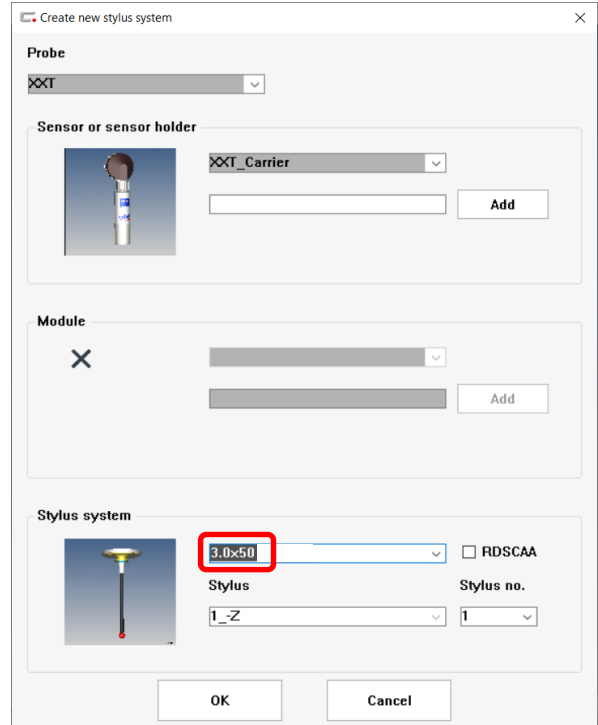 Create new stylus system
Probe
XXT
Sensor or sensor holder
XXT_Carrier
Add
Module
Add
Stylus system
3.0x50
RDSCAA
Stylus
Stylus no.
1_-Z
1
OK
Cancel